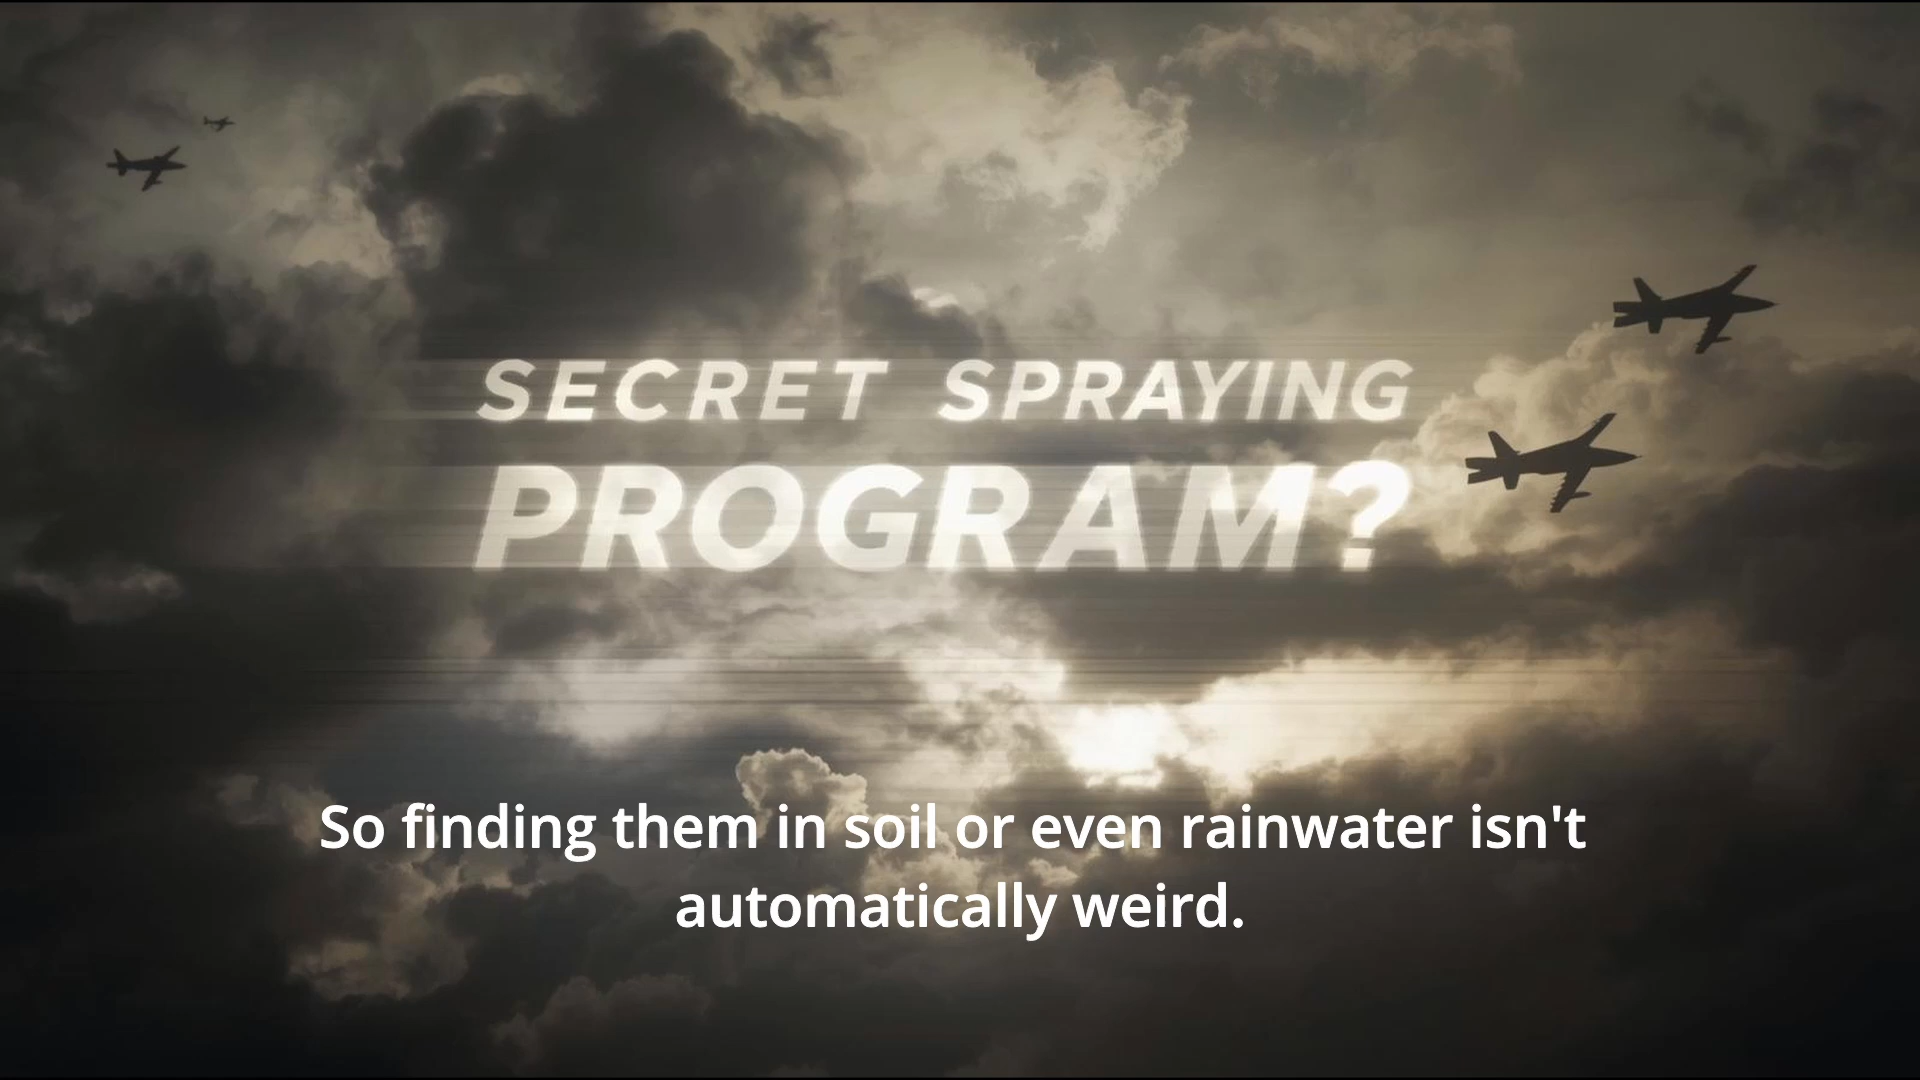 SECRET SPRAYING
PROGRAM?
So finding them in soil or even rainwater isn't
automatically weird.